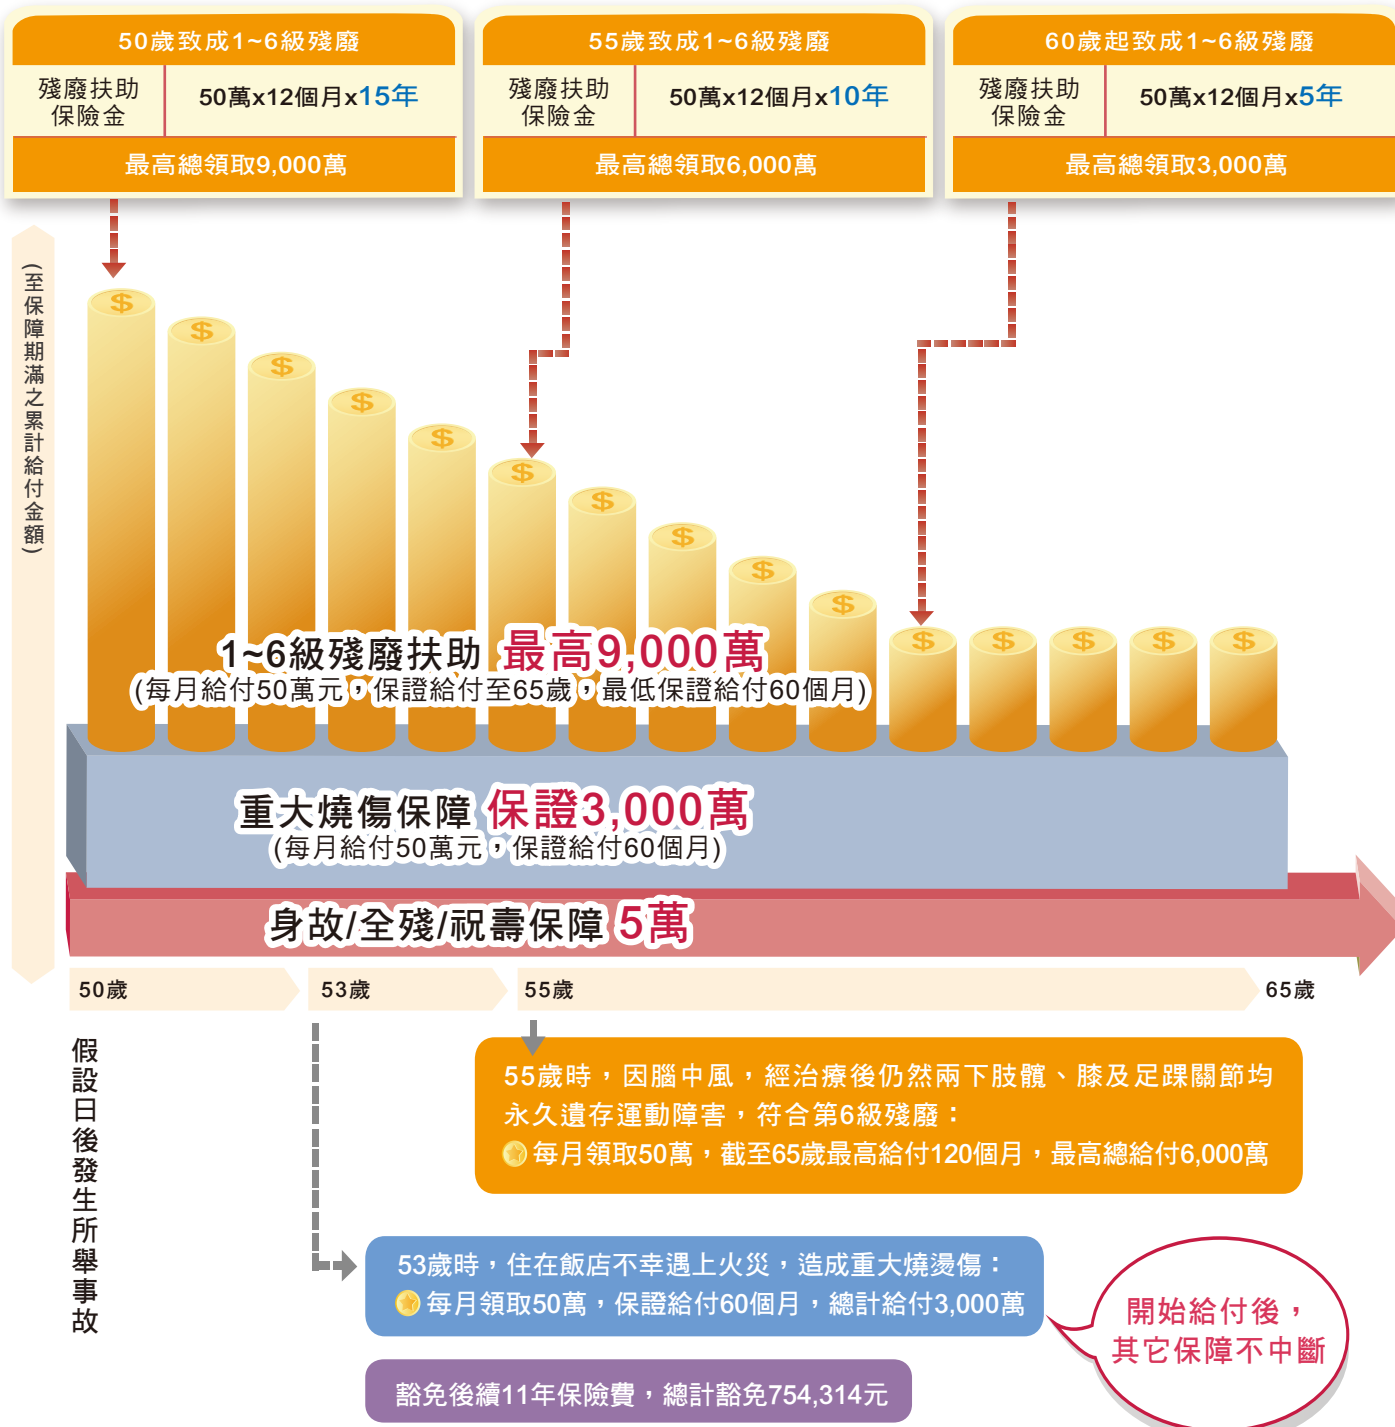 50歲致成1~6級殘廢
殘廢扶助
保險金
50萬x12個月x15年
最高總領取9,000萬
55歲致成1~6級殘廢
殘廢扶助
保險金
50萬x12個月x10年
最高總領取6,000萬
60歲起致成1~6級殘廢
殘廢扶助
保險金
50萬x12個月x5年
最高總領取3,000萬
(至保障期滿之累計給付金額)
1~6級殘廢扶助 最高9,000萬
(每月給付50萬元，保證給付至65歲，最低保證給付60個月)
重大燒傷保障 保證3,000萬
(每月給付50萬元，保證給付60個月)
身故/全殘/祝壽保障 5萬
50歲
53歲
55歲
65歲
假設日後發生所舉事故
55歲時，因腦中風，經治療後仍然兩下肢髖、膝及足踝關節均
永久遺存運動障害，符合第6級殘廢：
每月領取50萬，截至65歲最高給付120個月，最高總給付6,000萬
53歲時，住在飯店不幸遇上火災，造成重大燒燙傷：
每月領取50萬，保證給付60個月，總計給付3,000萬
開始給付後，
其它保障不中斷
豁免後續11年保險費，總計豁免754,314元